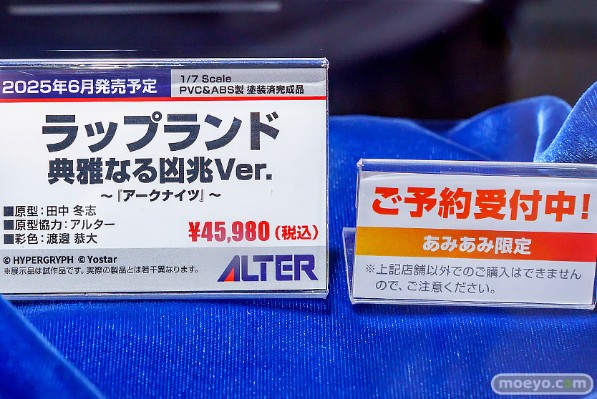 2025年6月発売予定
1/7 Scale
PVC&ABS製 塗装済完成品
ラップランド
典雅なる凶兆Ver.
～『アークナイツ』～
■原型：田中 冬志
■原型協力：アルター
■彩色：渡邊 恭大
¥45,980（税込）
© HYPERGRYPH © Yostar
※展示品は試作品です。実際の製品とは若干異なります。
ALTER
ご予約受付中!
あみあみ限定
※上記店舗以外でのご購入はできません
ので、ご注意ください。
moeyo.com